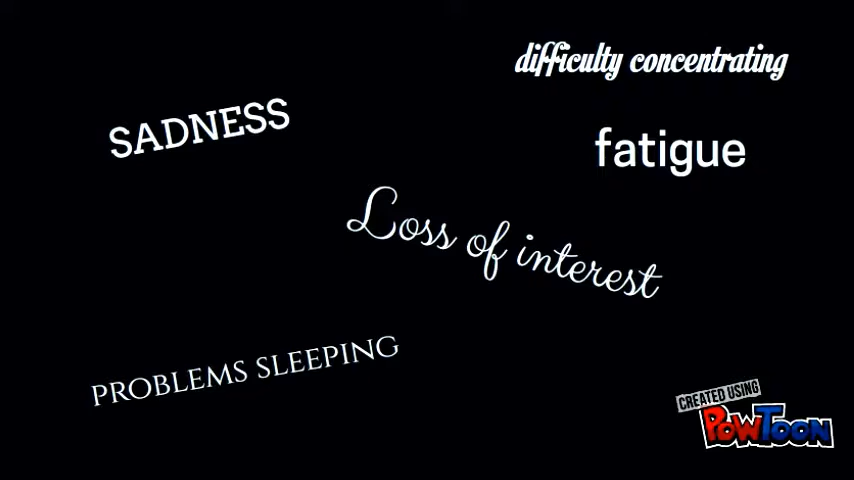 difficulty concentrating
SADNESS
fatigue
Loss of interest
PROBLEMS SLEEPING
CREATED USING
POWTOON